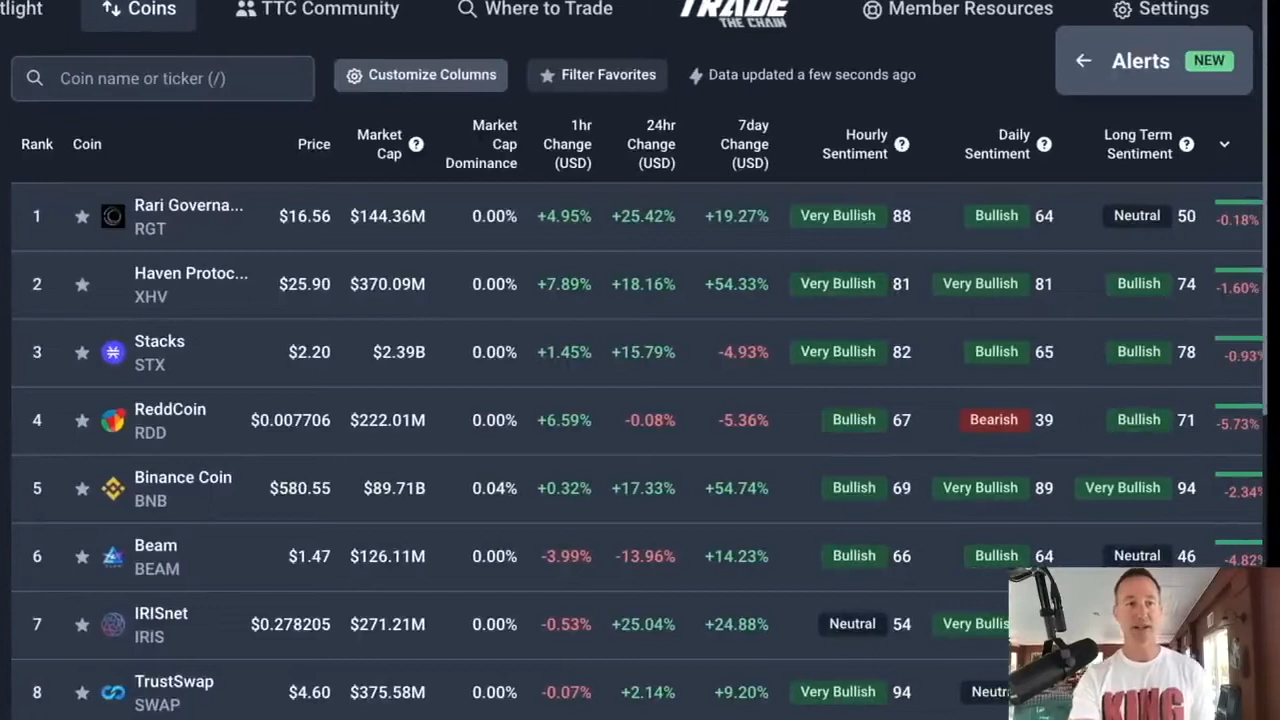 tlight Coins TTC Community Where to Trade TRADE THE CHAIN Member Resources Settings
Coin name or ticker (/) Customize Columns Filter Favorites Data updated a few seconds ago Alerts NEW
Rank Coin Price Market Cap ? Market Cap Dominance 1hr Change (USD) 24hr Change (USD) 7day Change (USD) Hourly Sentiment ? Daily Sentiment ? Long Term Sentiment ?
1 Rari Governa... RGT $16.56 $144.36M 0.00% +4.95% +25.42% +19.27% Very Bullish 88 Bullish 64 Neutral 50 -0.18%
2 Haven Protoc... XHV $25.90 $370.09M 0.00% +7.89% +18.16% +54.33% Very Bullish 81 Very Bullish 81 Bullish 74 -1.60%
3 Stacks STX $2.20 $2.39B 0.00% +1.45% +15.79% -4.93% Very Bullish 82 Bullish 65 Bullish 78 -0.93%
4 ReddCoin RDD $0.007706 $222.01M 0.00% +6.59% -0.08% -5.36% Bullish 67 Bearish 39 Bullish 71 -5.73%
5 Binance Coin BNB $580.55 $89.71B 0.04% +0.32% +17.33% +54.74% Bullish 69 Very Bullish 89 Very Bullish 94 -2.34%
6 Beam BEAM $1.47 $126.11M 0.00% -3.99% -13.96% +14.23% Bullish 66 Bullish 64 Neutral 46 -4.82%
7 IRISnet IRIS $0.278205 $271.21M 0.00% -0.53% +25.04% +24.88% Neutral 54 Very Bullis
8 TrustSwap SWAP $4.60 $375.58M 0.00% -0.07% +2.14% +9.20% Very Bullish 94 Neutr
KING